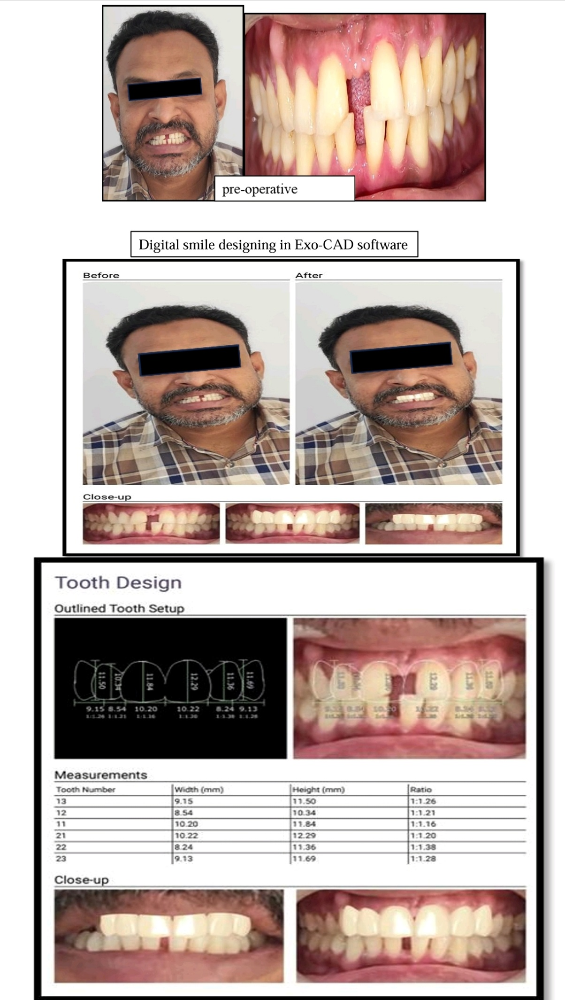 pre-operative
Digital smile designing in Exo-CAD software
Before After
Close-up
Tooth Design
Outlined Tooth Setup
11.50 10.34 11.84 12.29 11.36 11.69
9.15 8.54 10.20 10.22 8.24 9.13
1:1.26 1:1.21 1:1.16 1:1.20 1:1.38 1:1.28
Measurements
Tooth Number Width (mm) Height (mm) Ratio
13 9.15 11.50 1:1.26
12 8.54 10.34 1:1.21
11 10.20 11.84 1:1.16
21 10.22 12.29 1:1.20
22 8.24 11.36 1:1.38
23 9.13 11.69 1:1.28
Close-up